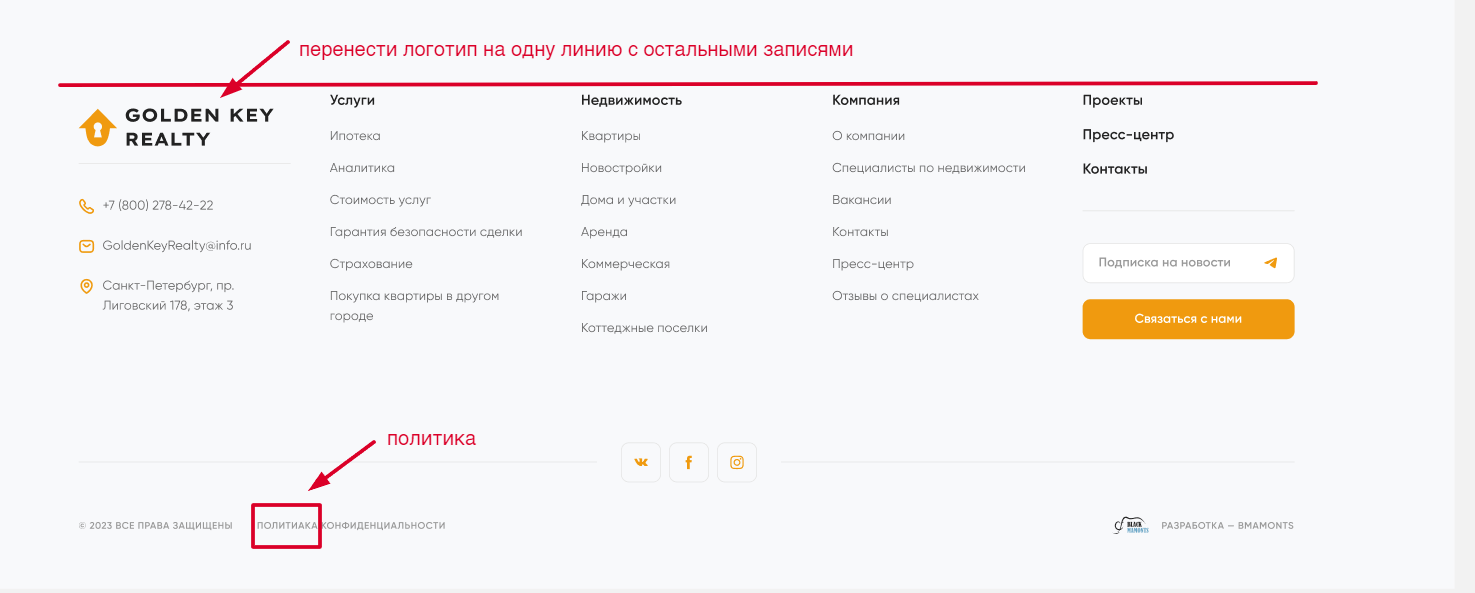 перенести логотип на одну линию с остальными записями
GOLDEN KEY
REALTY
+7 (800) 278-42-22
GoldenKeyRealty@info.ru
Санкт-Петербург, пр.
Лиговский 178, этаж 3
Услуги
Ипотека
Аналитика
Стоимость услуг
Гарантия безопасности сделки
Страхование
Покупка квартиры в другом
городе
Недвижимость
Квартиры
Новостройки
Дома и участки
Аренда
Коммерческая
Гаражи
Коттеджные поселки
Компания
О компании
Специалисты по недвижимости
Вакансии
Контакты
Пресс-центр
Отзывы о специалистах
Проекты
Пресс-центр
Контакты
Подписка на новости
Связаться с нами
политика
© 2023 ВСЕ ПРАВА ЗАЩИЩЕНЫ
ПОЛИТИАКА КОНФИДЕНЦИАЛЬНОСТИ
BLACK
MAMONTS
РАЗРАБОТКА — BMAMONTS